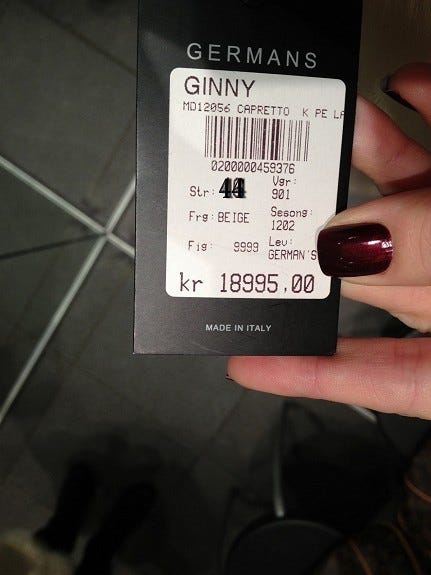 GERMANS
GINNY
MD12056 CAPRETTO K PE LA
0200000459376
Str: 44 Vgr: 901
Frg: BEIGE Sesong: 1202
Fig: 9999 Lev: GERMAN'S
kr 18995,00
MADE IN ITALY